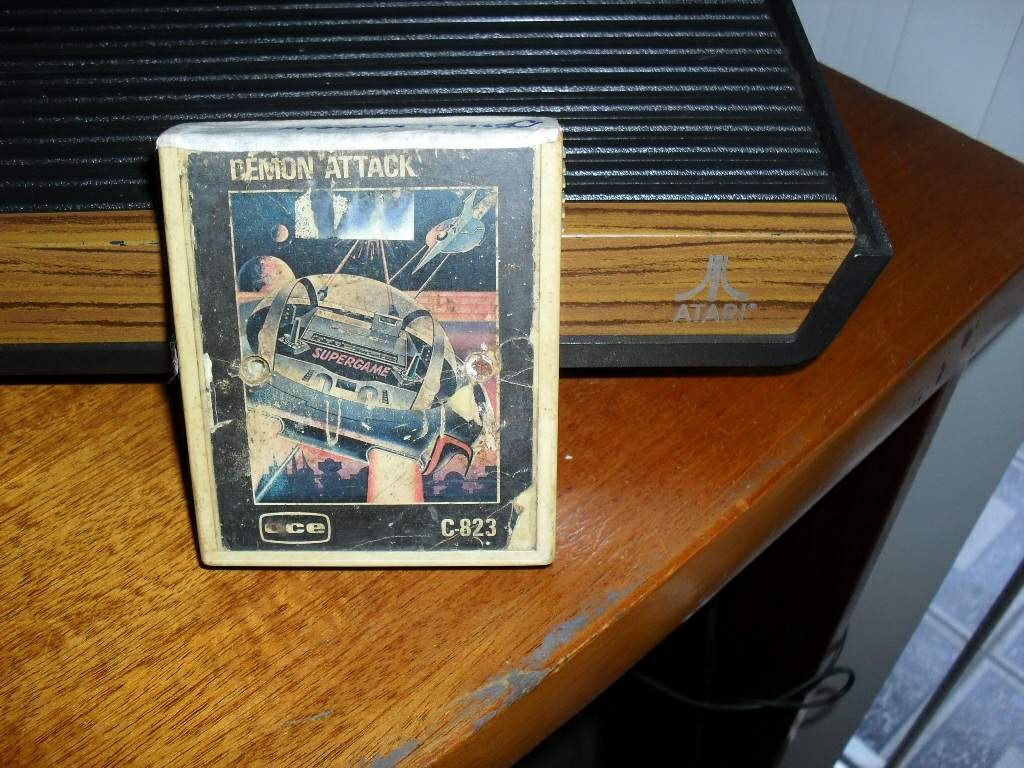 DEMON ATTACK
SUPERGAME
cce
C-823
ATARI